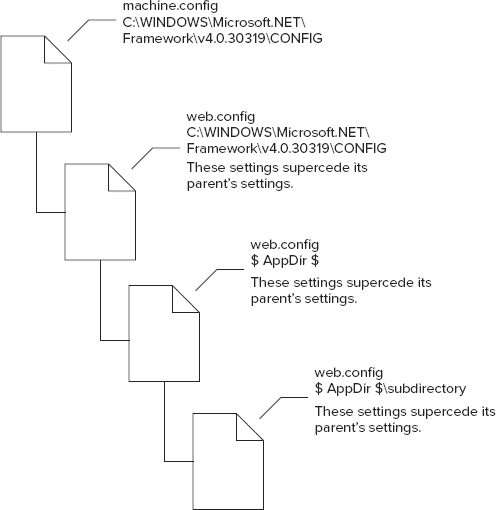 machine.config
C:\WINDOWS\Microsoft.NET\
Framework\v4.0.30319\CONFIG
web.config
C:\WINDOWS\Microsoft.NET\
Framework\v4.0.30319\CONFIG
These settings supercede its
parent's settings.
web.config
$ AppDir $
These settings supercede its
parent's settings.
web.config
$ AppDir $\subdirectory
These settings supercede its
parent's settings.